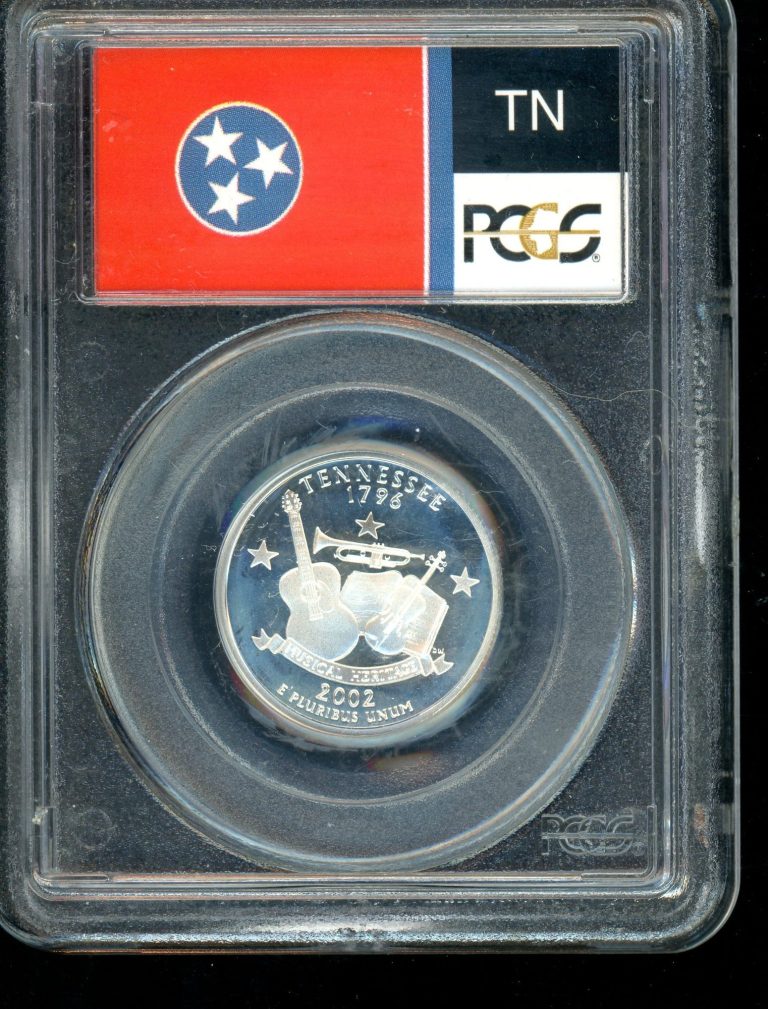 TN
PCGS
TENNESSEE
1796
MUSICAL HERITAGE
2002
E PLURIBUS UNUM
PCGS